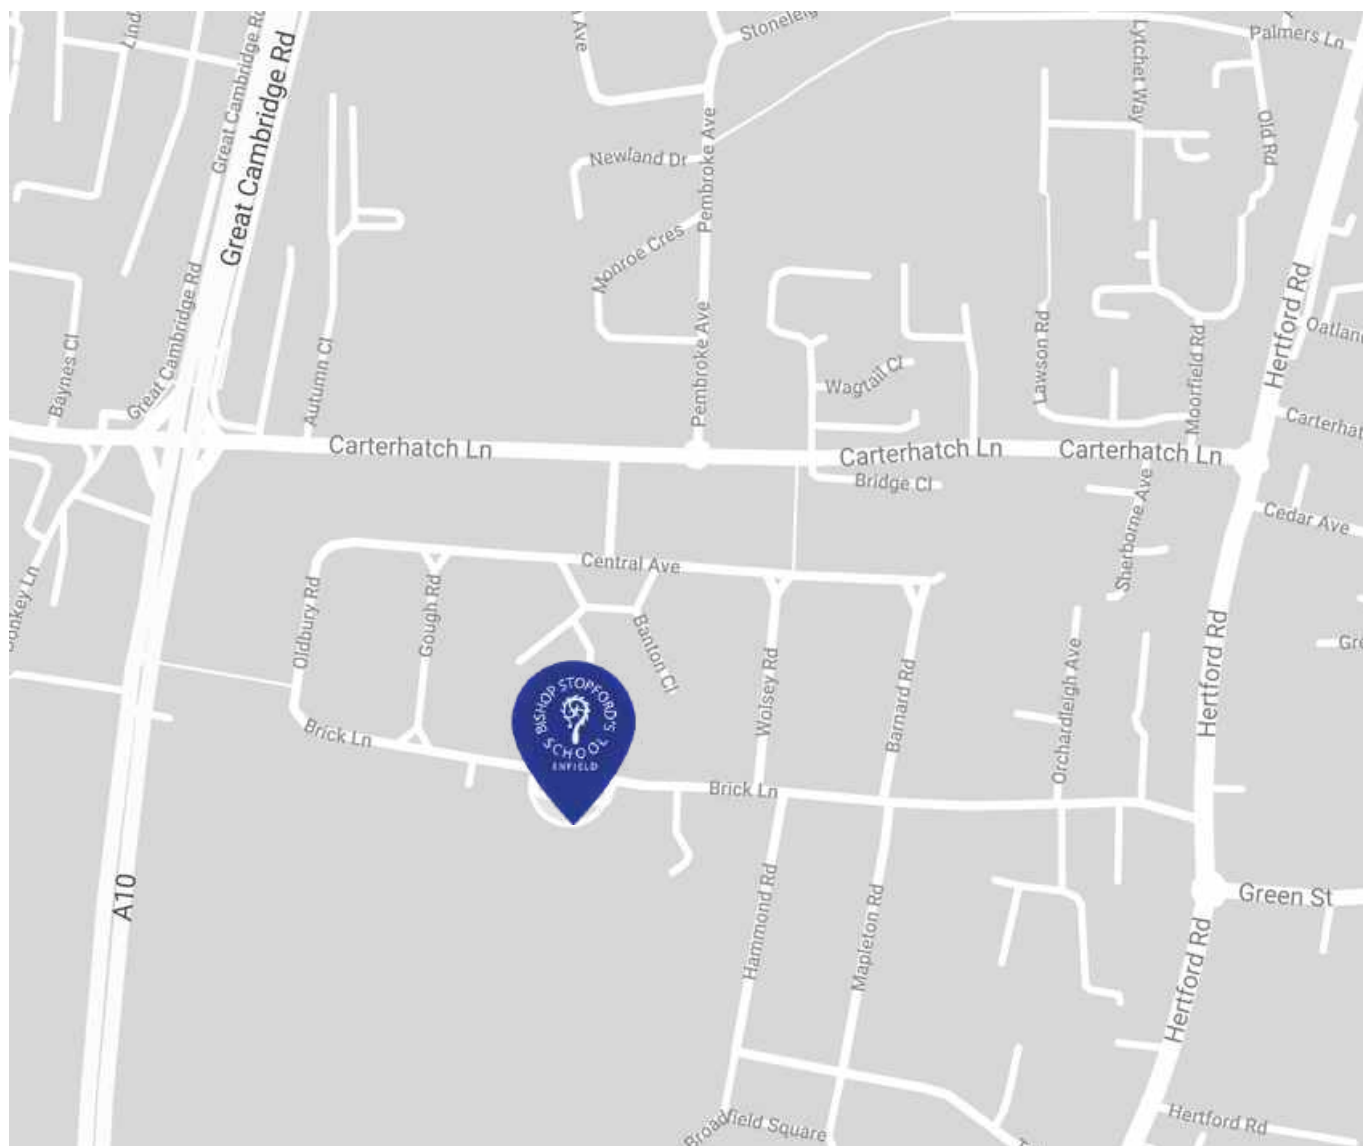 Great Cambridge Rd
Great Cambridge Rd
Stoneleigh
Palmers Ln
Lytchet Way
Old Rd
Newland Dr
Pembroke Ave
Monroe Cres
Great Cambridge Rd
Hertford Rd
Baynes Cl
Autumn Cl
Pembroke Ave
Wagtail Cl
Lawson Rd
Moorfield Rd
Carterhatch Ln
Carterhatch Ln
Carterhatch Ln
Bridge Cl
Sherborne Ave
Cedar Ave
Central Ave
Oldbury Rd
Gough Rd
Banton Cl
Wolsey Rd
Barnard Rd
Orchardleigh Ave
Hertford Rd
BISHOP STOPFORD'S
SCHOOL
ENFIELD
Brick Ln
Brick Ln
A10
Hammond Rd
Mapleton Rd
Green St
Hertford Rd
Hertford Rd
Broadfield Square